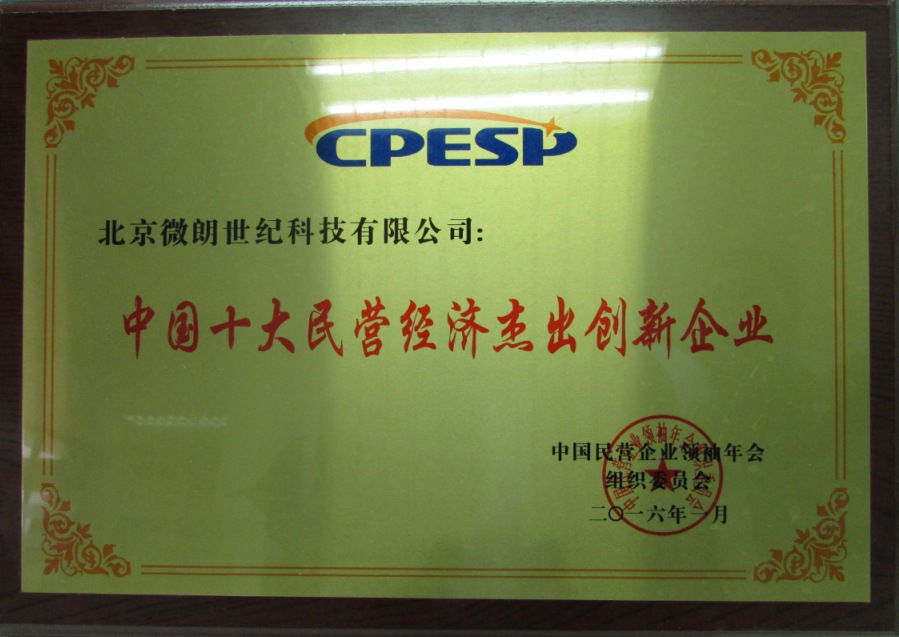 CPESP
北京微朗世纪科技有限公司:
中国十大民营经济杰出创新企业
中国民营企业领袖年会
组织委员会
二〇一六年一月